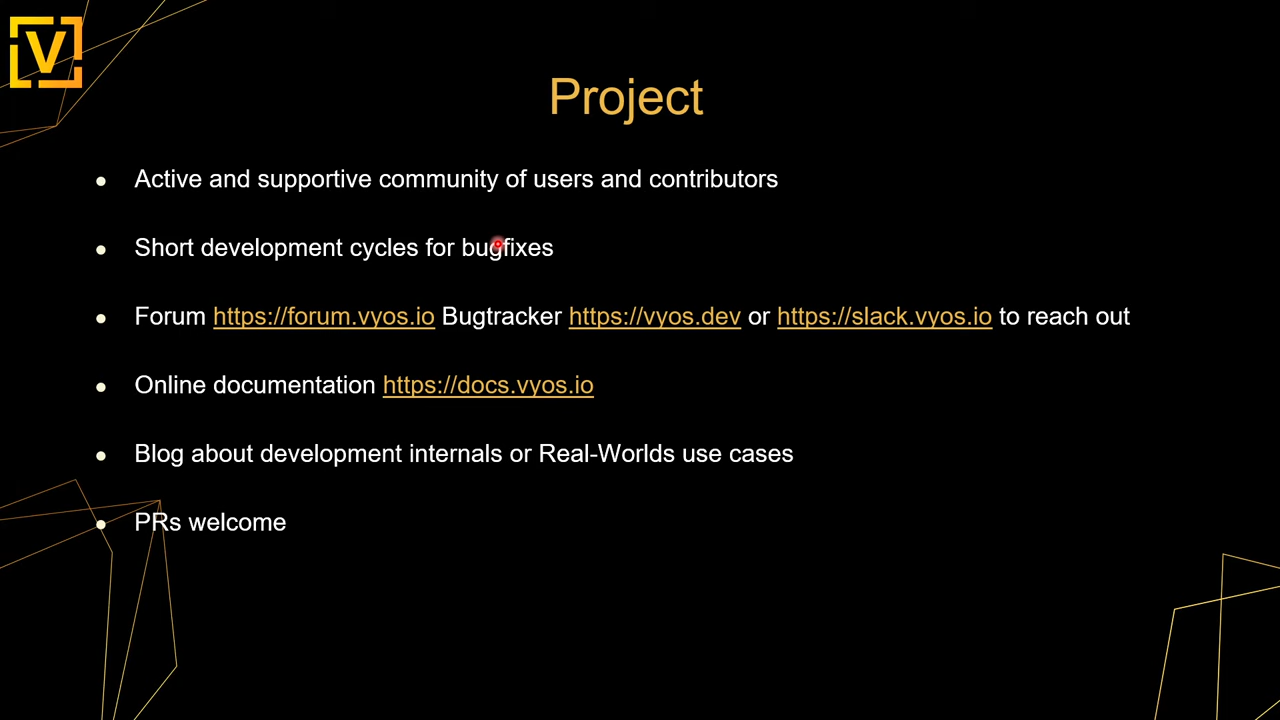 V
Project
● Active and supportive community of users and contributors
● Short development cycles for bugfixes
● Forum https://forum.vyos.io Bugtracker https://vyos.dev or https://slack.vyos.io to reach out
● Online documentation https://docs.vyos.io
● Blog about development internals or Real-Worlds use cases
● PRs welcome